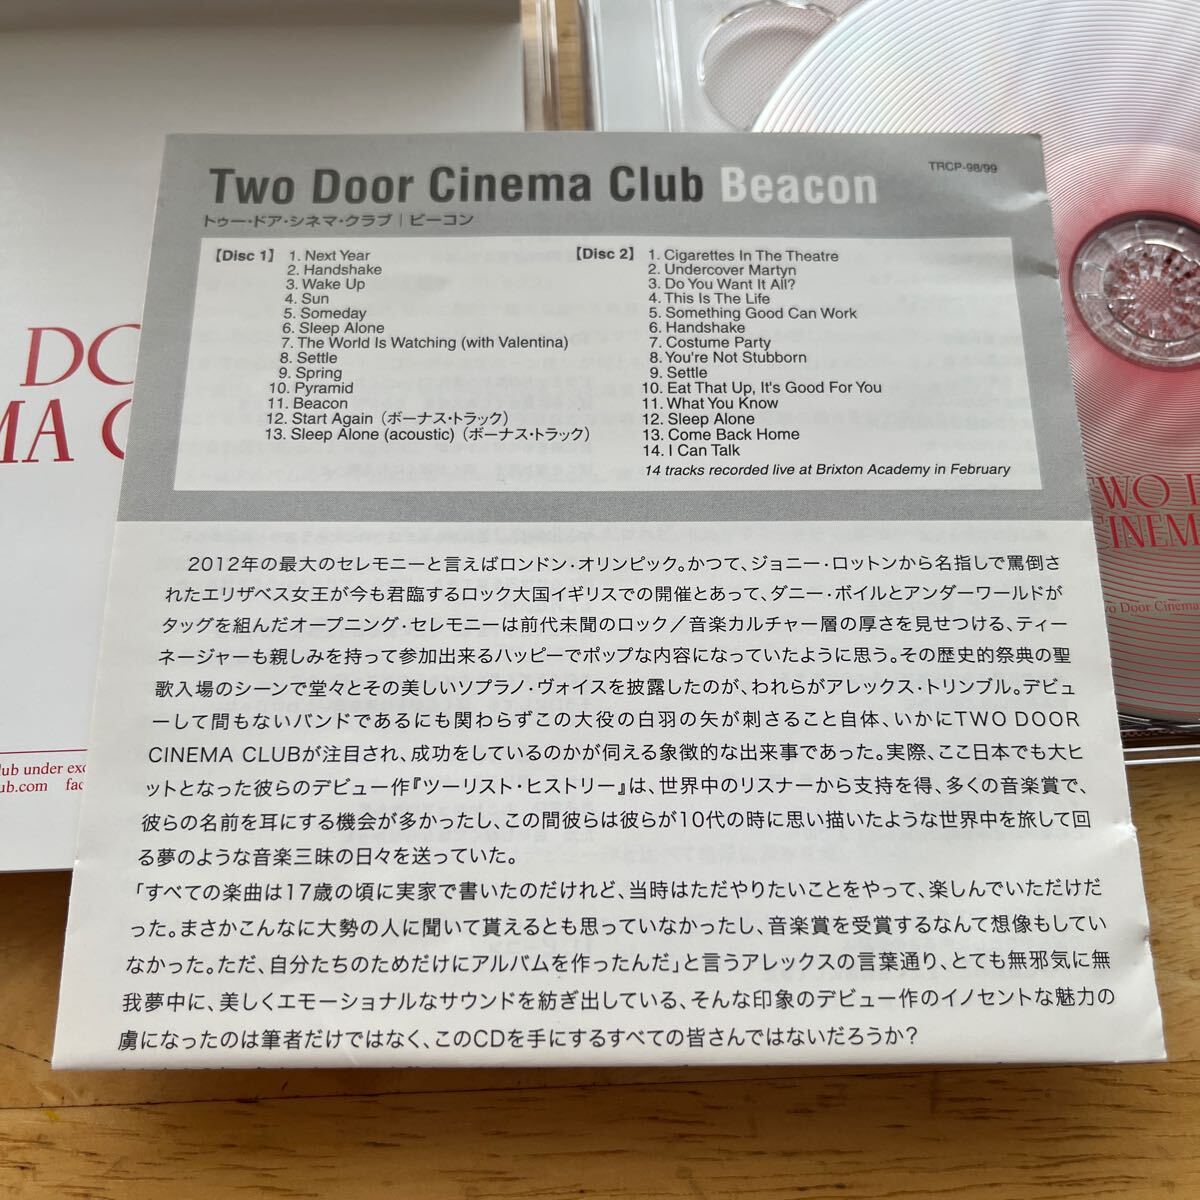 Two Door Cinema Club Beacon
TRCP-98/99
トゥー・ドア・シネマ・クラブ｜ビーコン
【Disc 1】 1. Next Year
2. Handshake
3. Wake Up
4. Sun
5. Someday
6. Sleep Alone
7. The World Is Watching (with Valentina)
8. Settle
9. Spring
10. Pyramid
11. Beacon
12. Start Again（ボーナス・トラック）
13. Sleep Alone (acoustic)（ボーナス・トラック）
【Disc 2】 1. Cigarettes In The Theatre
2. Undercover Martyn
3. Do You Want It All?
4. This Is The Life
5. Something Good Can Work
6. Handshake
7. Costume Party
8. You're Not Stubborn
9. Settle
10. Eat That Up, It's Good For You
11. What You Know
12. Sleep Alone
13. Come Back Home
14. I Can Talk
14 tracks recorded live at Brixton Academy in February
2012年の最大のセレモニーと言えばロンドン・オリンピック。かつて、ジョニー・ロットンから名指しで罵倒さ
れたエリザベス女王が今も君臨するロック大国イギリスでの開催とあって、ダニー・ボイルとアンダーワールドが
タッグを組んだオープニング・セレモニーは前代未聞のロック／音楽カルチャー層の厚さを見せつける、ティー
ネージャーも親しみを持って参加出来るハッピーでポップな内容になっていたように思う。その歴史的祭典の聖
歌入場のシーンで堂々とその美しいソプラノ・ヴォイスを披露したのが、われらがアレックス・トリンブル。デビュ
ーして間もないバンドであるにも関わらずこの大役の白羽の矢が刺さること自体、いかにTWO DOOR
CINEMA CLUBが注目され、成功をしているのかが伺える象徴的な出来事であった。実際、ここ日本でも大ヒ
ットとなった彼らのデビュー作『ツーリスト・ヒストリー』は、世界中のリスナーから支持を得、多くの音楽賞で、
彼らの名前を耳にする機会が多かったし、この間彼らは彼らが10代の時に思い描いたような世界中を旅して回
る夢のような音楽三昧の日々を送っていた。
「すべての楽曲は17歳の頃に実家で書いたのだけれど、当時はただやりたいことをやって、楽しんでいただけだ
った。まさかこんなに大勢の人に聞いて貰えるとも思っていなかったし、音楽賞を受賞するなんて想像もしてい
なかった。ただ、自分たちのためだけにアルバムを作ったんだ」と言うアレックスの言葉通り、とても無邪気に無
我夢中に、美しくエモーショナルなサウンドを紡ぎ出している、そんな印象のデビュー作のイノセントな魅力の
虜になったのは筆者だけではなく、このCDを手にするすべての皆さんではないだろうか？
DO
MA C
lub under exc
ub.com fac
TWO D
CINEM
Two Door Cinema